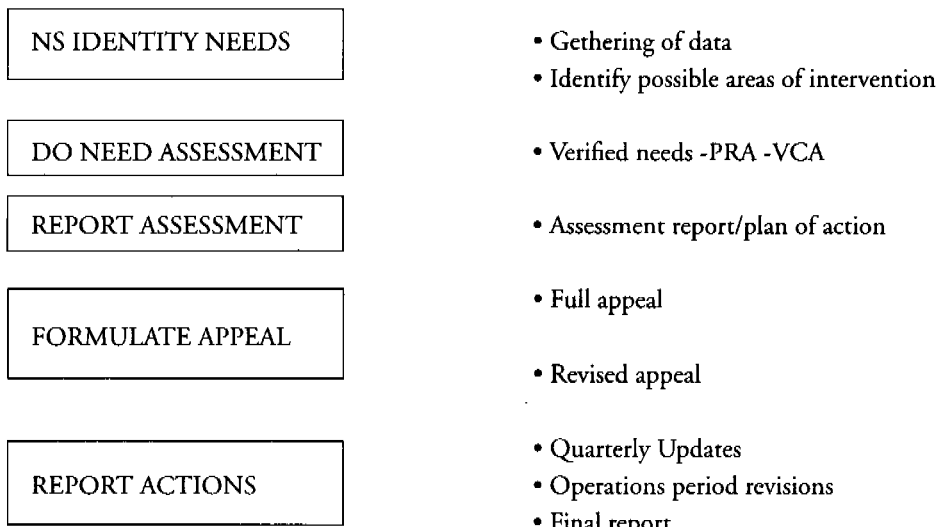 NS IDENTITY NEEDS
• Gethering of data
• Identify possible areas of intervention
DO NEED ASSESSMENT
• Verified needs -PRA -VCA
REPORT ASSESSMENT
• Assessment report/plan of action
FORMULATE APPEAL
• Full appeal
• Revised appeal
REPORT ACTIONS
• Quarterly Updates
• Operations period revisions
• Final report